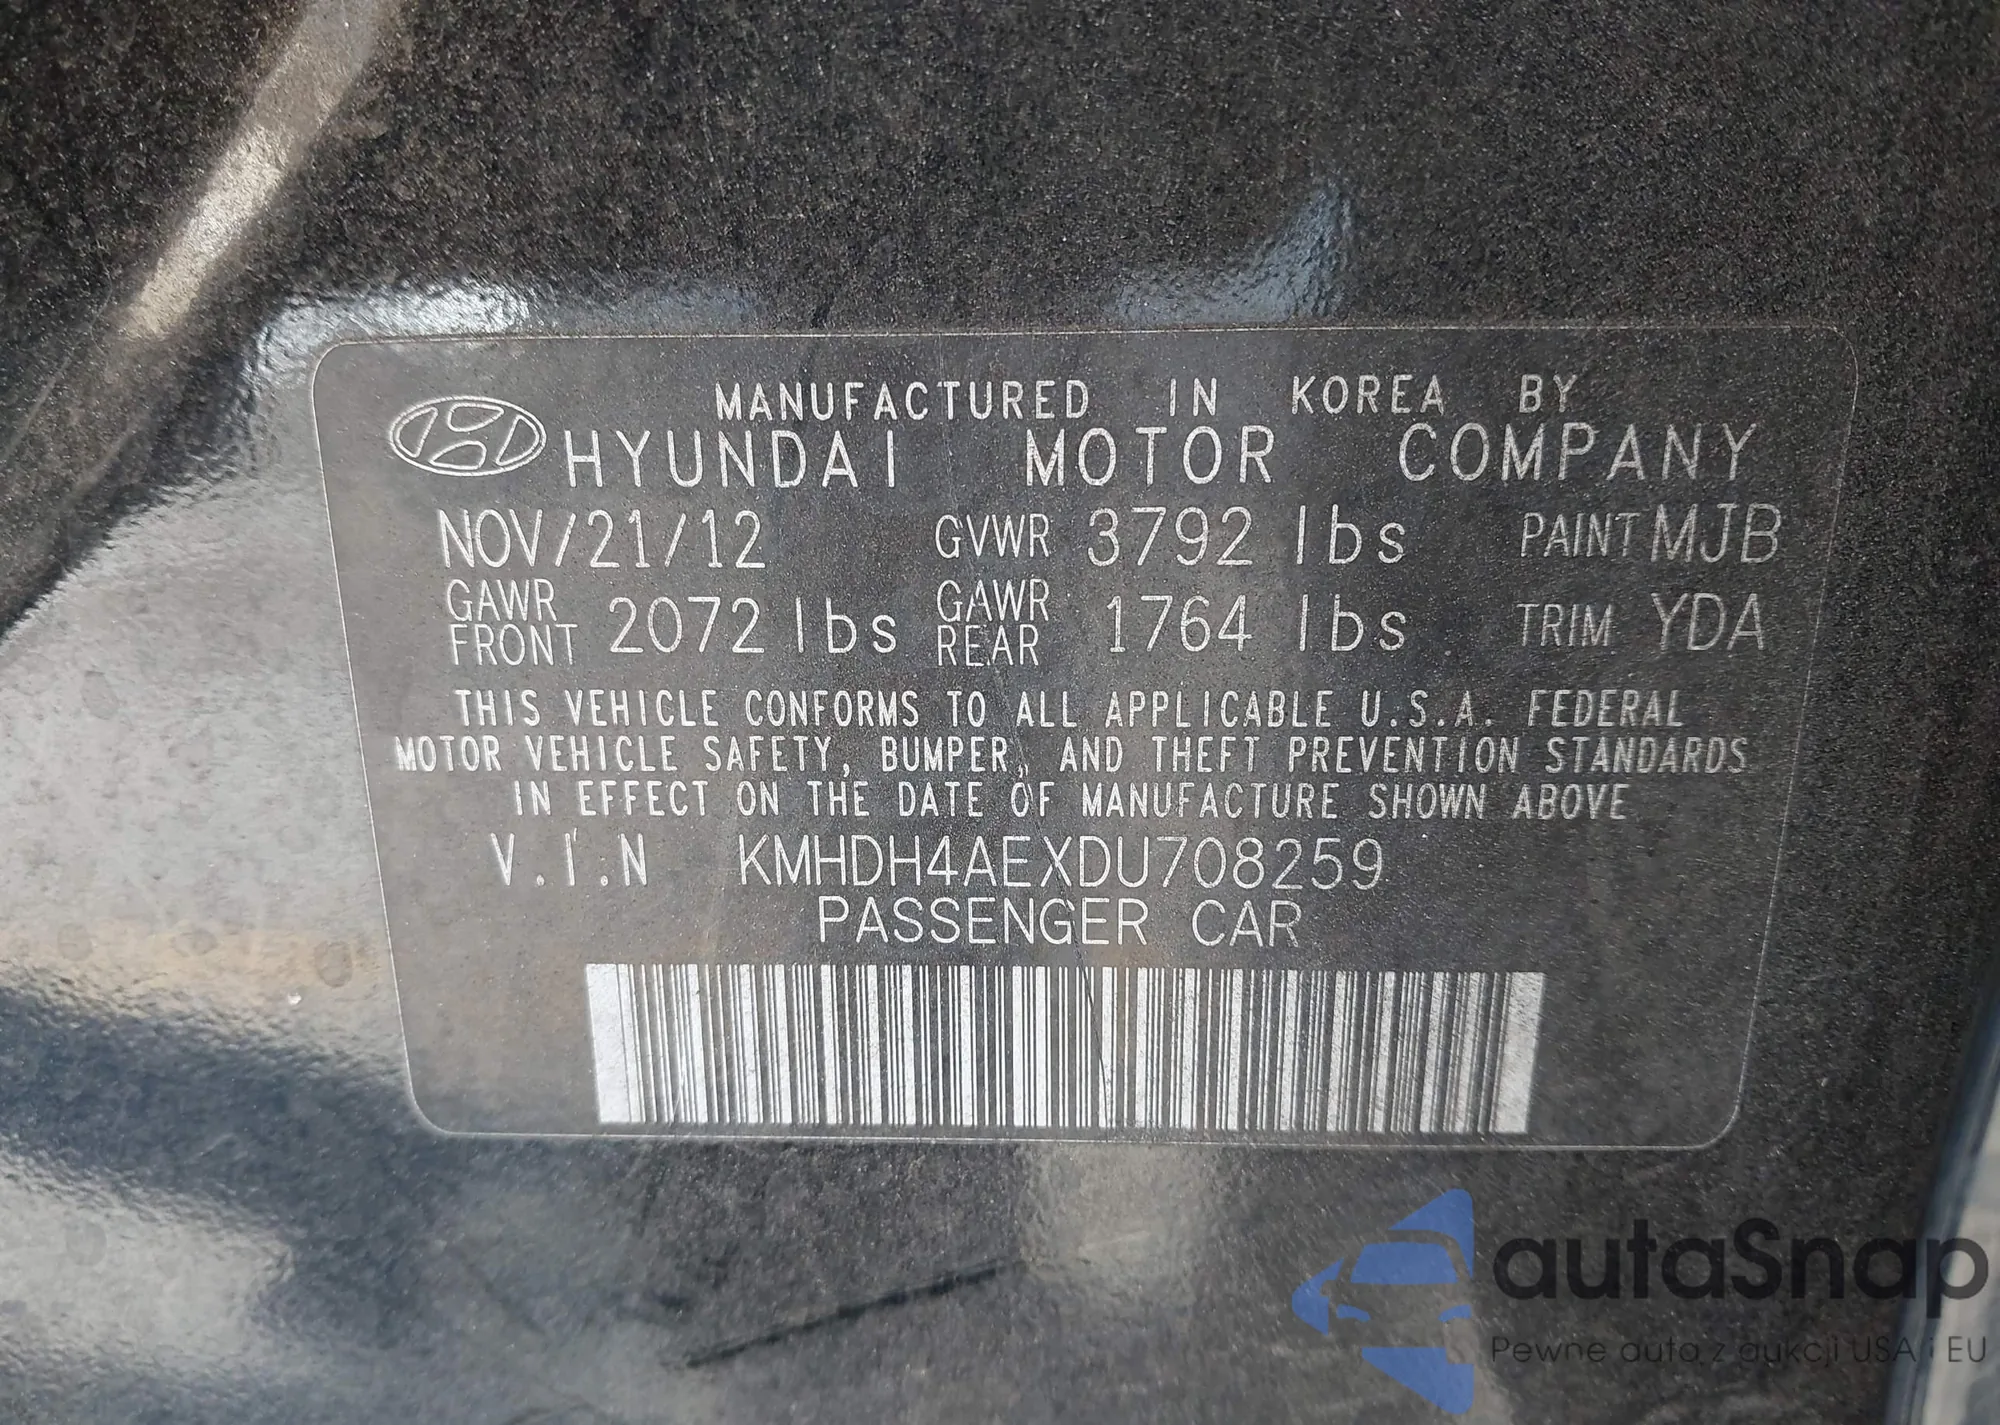 MANUFACTURED IN KOREA BY
HYUNDAI MOTOR COMPANY
NOV/21/12 GVWR 3792 lbs PAINT MJB
GAWR FRONT 2072 lbs GAWR REAR 1764 lbs TRIM YDA
THIS VEHICLE CONFORMS TO ALL APPLICABLE U.S.A. FEDERAL
MOTOR VEHICLE SAFETY, BUMPER, AND THEFT PREVENTION STANDARDS
IN EFFECT ON THE DATE OF MANUFACTURE SHOWN ABOVE
V.I.N KMHDH4AEXDU708259
PASSENGER CAR
autaSnap
Pewne auta z aukcji USA i EU